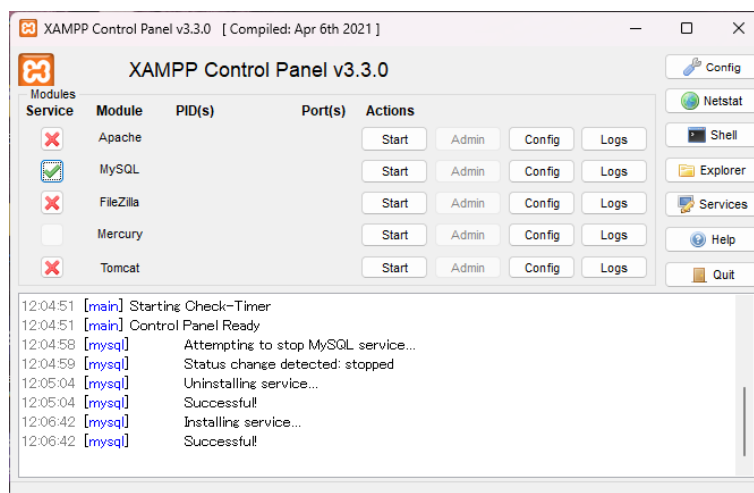 XAMPP Control Panel v3.3.0 [ Compiled: Apr 6th 2021 ]
XAMPP Control Panel v3.3.0
Config
Modules
Service Module PID(s) Port(s) Actions
Netstat
Apache Start Admin Config Logs
Shell
MySQL Start Admin Config Logs
Explorer
FileZilla Start Admin Config Logs
Services
Mercury Start Admin Config Logs
Help
Tomcat Start Admin Config Logs
Quit
12:04:51 [main] Starting Check-Timer
12:04:51 [main] Control Panel Ready
12:04:58 [mysql] Attempting to stop MySQL service...
12:04:59 [mysql] Status change detected: stopped
12:05:04 [mysql] Uninstalling service...
12:05:04 [mysql] Successful!
12:06:42 [mysql] Installing service...
12:06:42 [mysql] Successful!